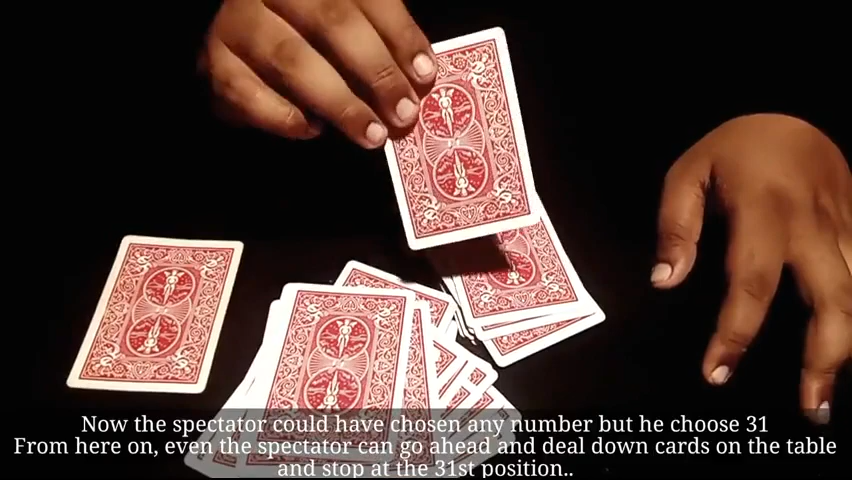 Now the spectator could have chosen any number but he choose 31
From here on, even the spectator can go ahead and deal down cards on the table
and stop at the 31st position..